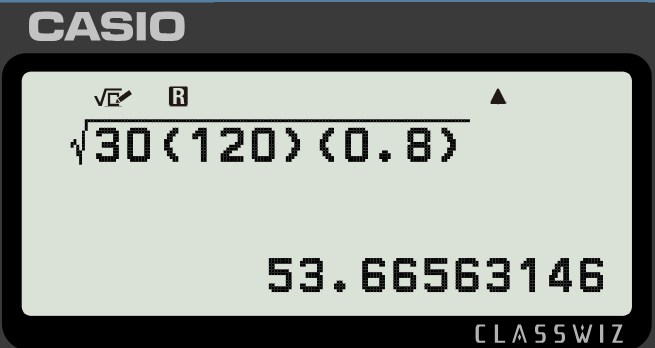 CASIO
√□ R ▲
√30(120)(0.8)
53.66563146
CLASSWIZ